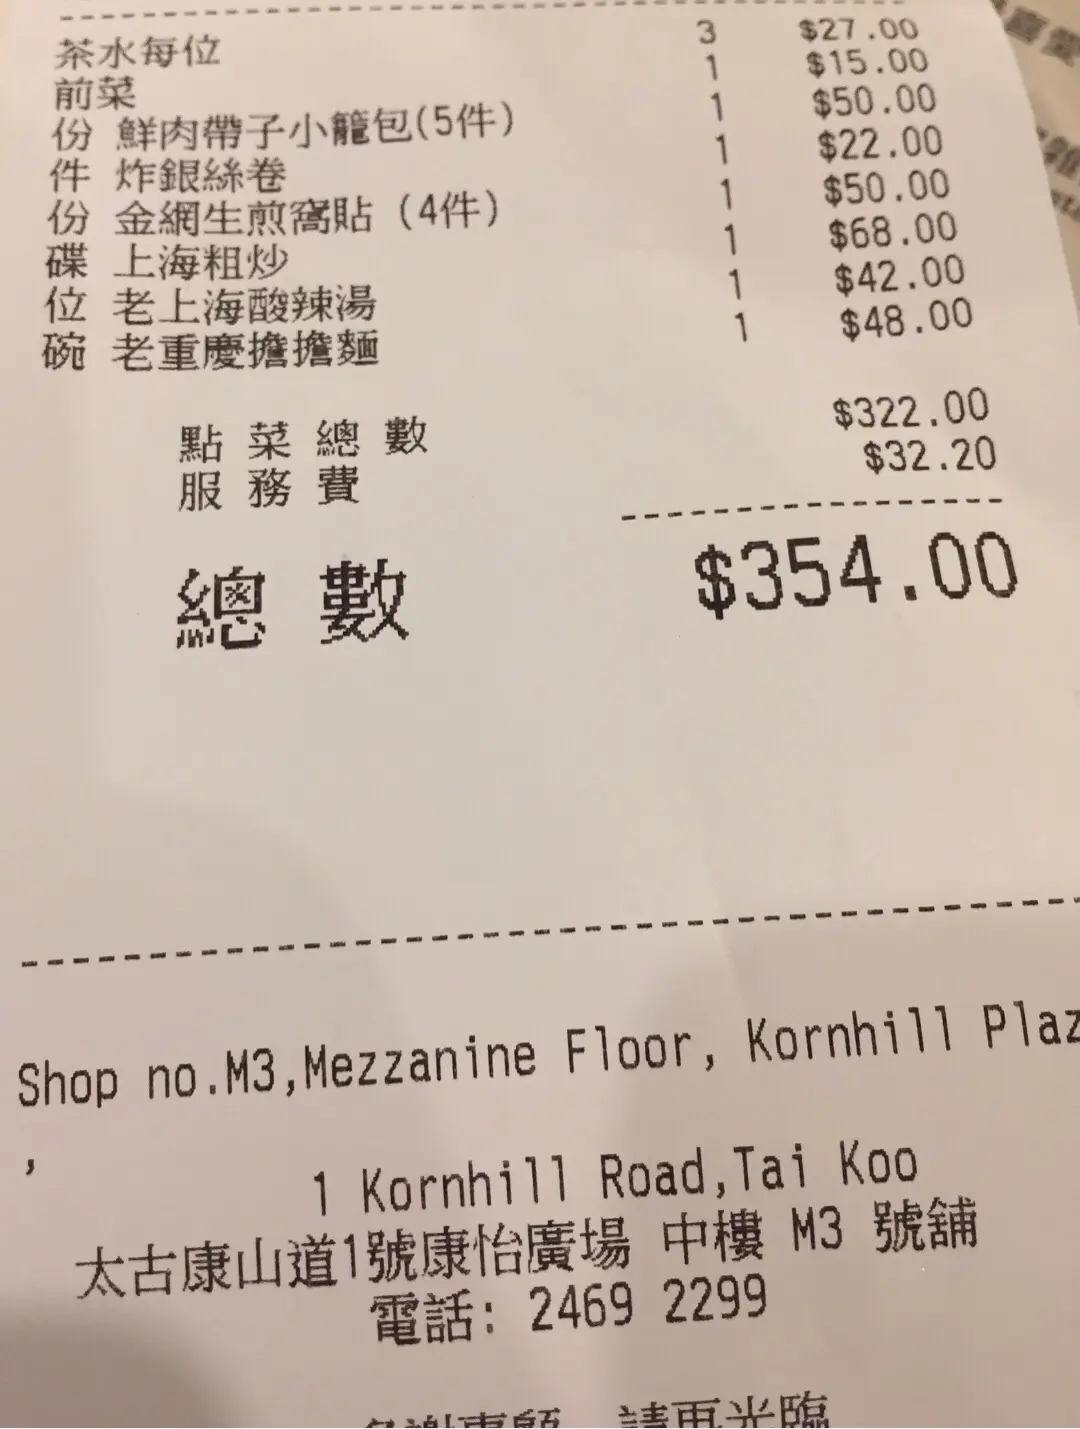 茶水每位 3 $27.00
前菜 1 $15.00
份 鮮肉帶子小籠包(5件) 1 $50.00
件 炸銀絲卷 1 $22.00
份 金網生煎窩貼 (4件) 1 $50.00
碟 上海粗炒 1 $68.00
位 老上海酸辣湯 1 $42.00
碗 老重慶擔擔麵 1 $48.00
點菜總數 $322.00
服務費 $32.20
總數 $354.00
Shop no.M3,Mezzanine Floor, Kornhill Plaz
,
1 Kornhill Road,Tai Koo
太古康山道1號康怡廣場 中樓 M3 號舖
電話: 2469 2299
請再光臨